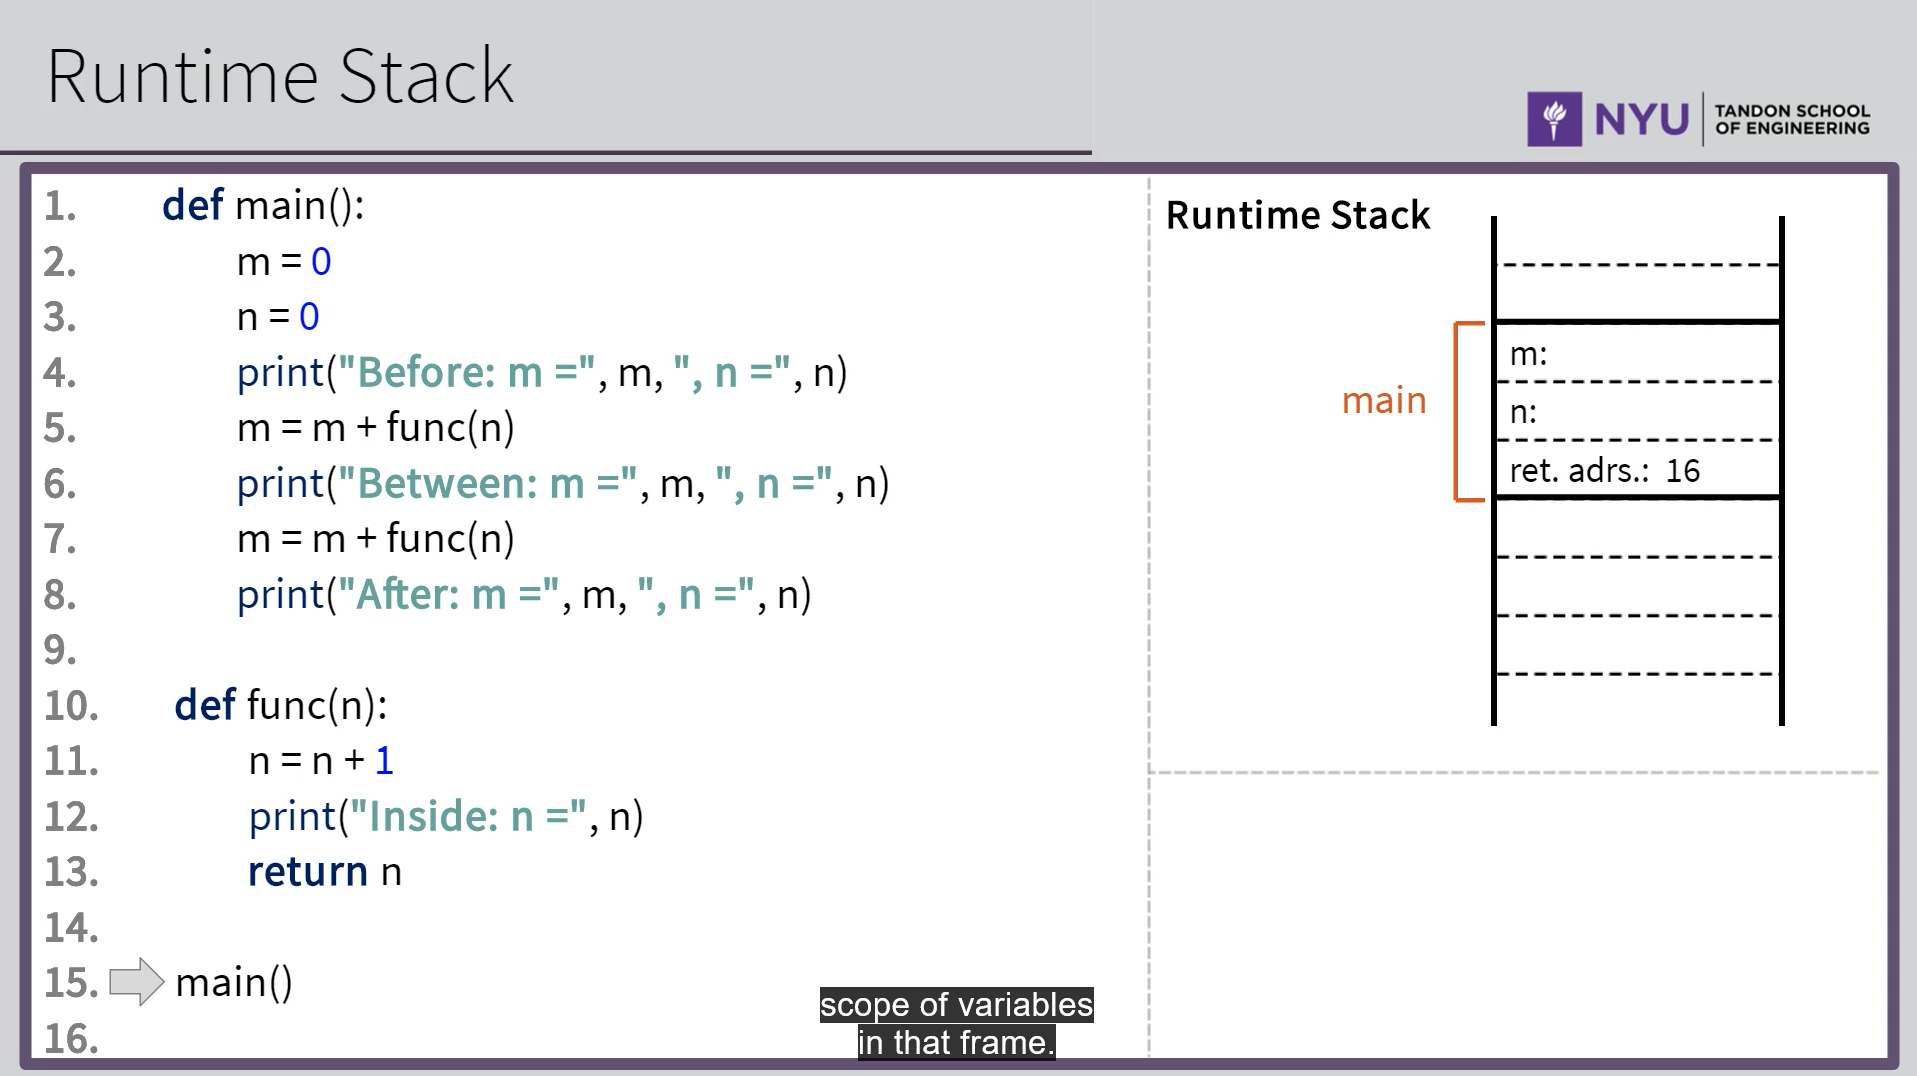 Runtime Stack
NYU
TANDON SCHOOL
OF ENGINEERING
1. def main():
2. m = 0
3. n = 0
4. print("Before: m =", m, ", n =", n)
5. m = m + func(n)
6. print("Between: m =", m, ", n =", n)
7. m = m + func(n)
8. print("After: m =", m, ", n =", n)
9.
10. def func(n):
11. n = n + 1
12. print("Inside: n =", n)
13. return n
14.
15. main()
16.
Runtime Stack
main
m:
n:
ret. adrs.: 16
scope of variables
in that frame.